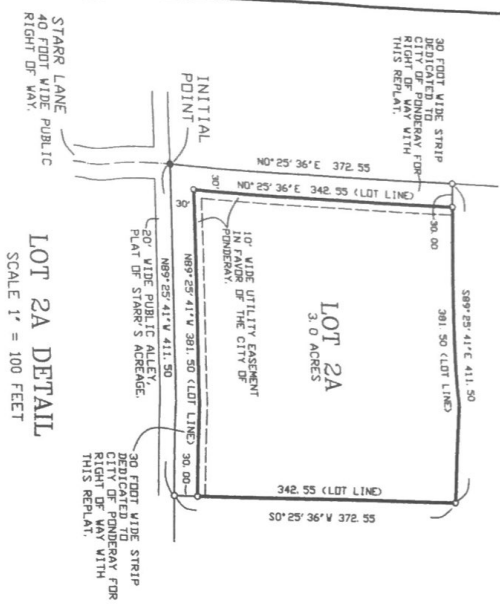 30 FOOT WIDE STRIP
DEDICATED TO
CITY OF PONDERAY FOR
RIGHT OF WAY WITH
THIS REPLAT.
STARR LANE
40 FOOT WIDE PUBLIC
RIGHT OF WAY.
INITIAL
POINT
N0°25'36"E 372.55
N0°25'36"E 342.55 (LOT LINE)
30.00
30'
30'
S89°25'41"E 411.50
381.50 (LOT LINE)
LOT 2A
3.0 ACRES
10' WIDE UTILITY EASEMENT
IN FAVOR OF THE CITY OF
PONDERAY.
N89°25'41"W 381.50 (LOT LINE)
30.00
N89°25'41"W 411.50
20' WIDE PUBLIC ALLEY,
PLAT OF STARR'S ACREAGE.
342.55 (LOT LINE)
S0°25'36"W 372.55
30 FOOT WIDE STRIP
DEDICATED TO
CITY OF PONDERAY FOR
RIGHT OF WAY WITH
THIS REPLAT.
LOT 2A DETAIL
SCALE 1" = 100 FEET